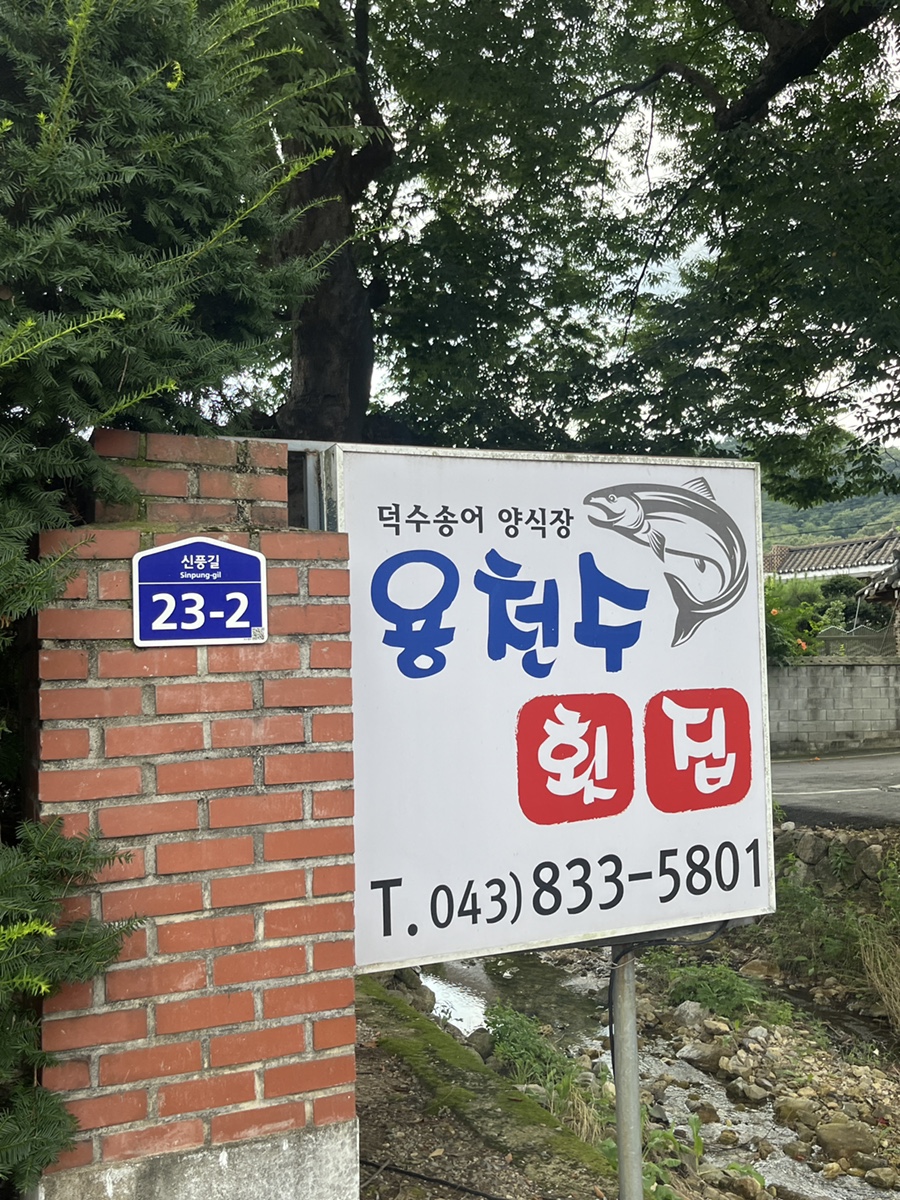 신풍길
Sinpung-gil
23-2
덕수송어 양식장
용천수
횟집
T. 043) 833-5801